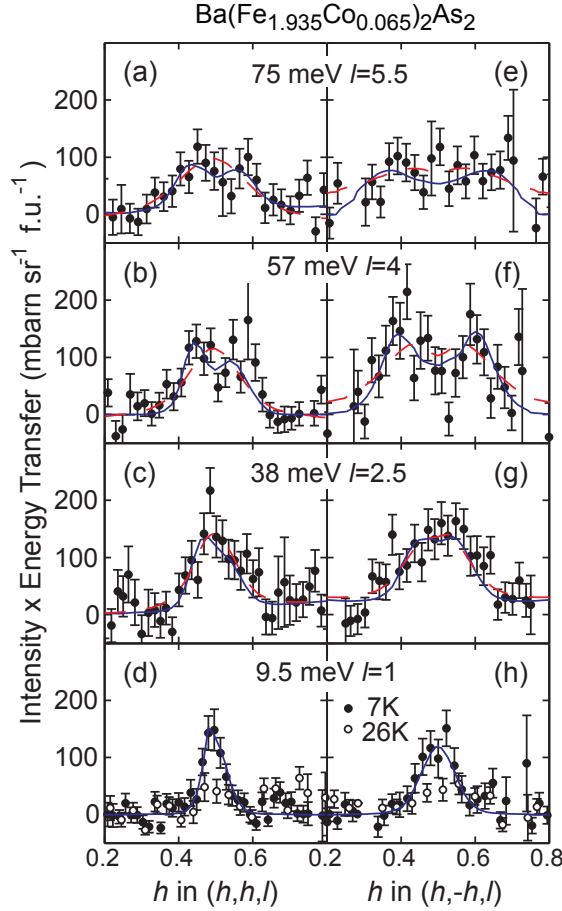 Ba(Fe1.935Co0.065)2As2
(a) 75 meV l=5.5 (e)
200
100
0
(b) 57 meV l=4 (f)
200
100
0
(c) 38 meV l=2.5 (g)
200
100
0
(d) 9.5 meV l=1 (h)
200
7K
26K
100
0
0.2 0.4 0.6 0.2 0.4 0.6 0.8
h in (h,h,l) h in (h,-h,l)
Intensity x Energy Transfer (mbarn sr-1 f.u.-1)